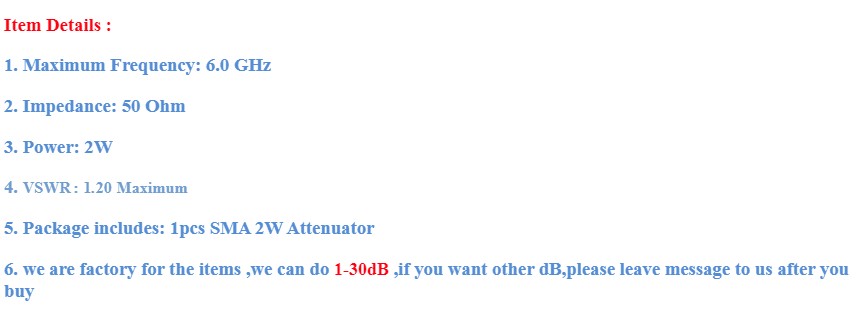 Item Details :
1. Maximum Frequency: 6.0 GHz
2. Impedance: 50 Ohm
3. Power: 2W
4. VSWR : 1.20 Maximum
5. Package includes: 1pcs SMA 2W Attenuator
6. we are factory for the items ,we can do 1-30dB ,if you want other dB,please leave message to us after you
buy